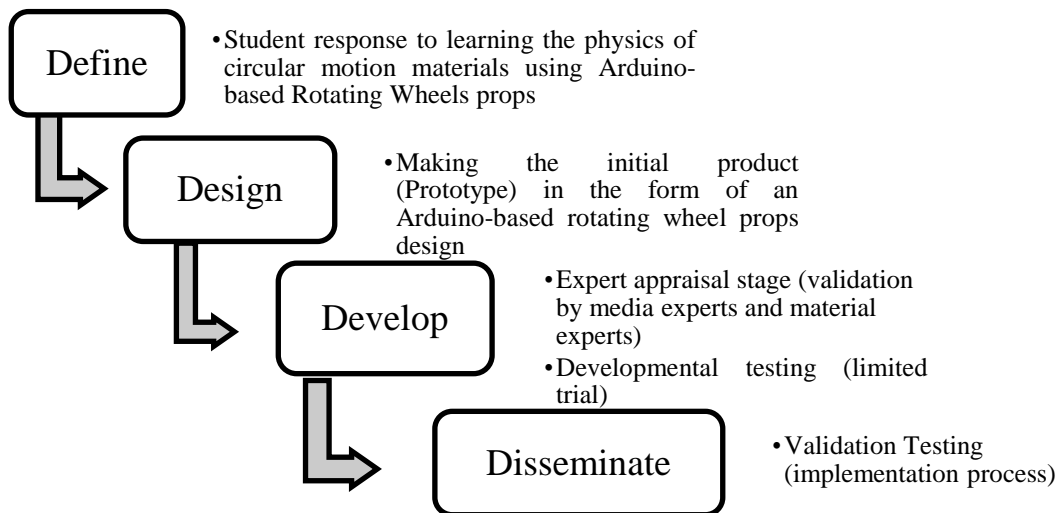 Define
•Student response to learning the physics of
circular motion materials using Arduino-
based Rotating Wheels props
Design
•Making the initial product
(Prototype) in the form of an
Arduino-based rotating wheel props
design
Develop
•Expert appraisal stage (validation
by media experts and material
experts)
•Developmental testing (limited
trial)
Disseminate
•Validation Testing
(implementation process)